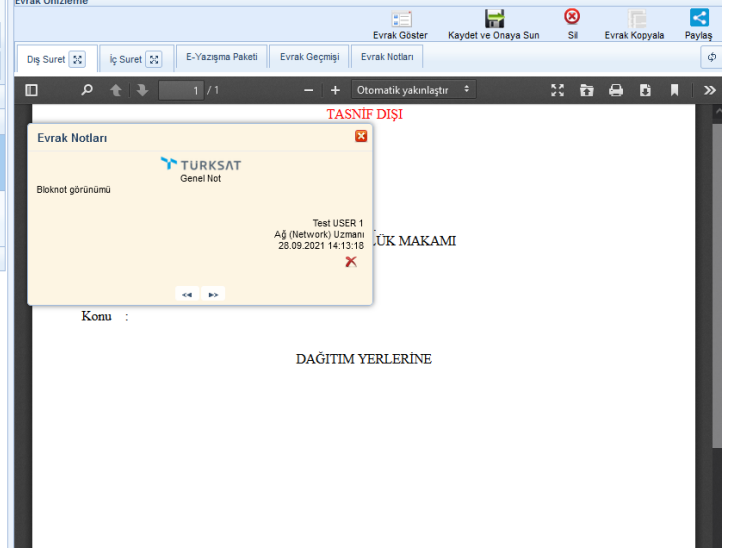 Evrak Önizleme
Evrak Göster
Kaydet ve Onaya Sun
Sil
Evrak Kopyala
Paylaş
Dış Suret
İç Suret
E-Yazışma Paketi
Evrak Geçmişi
Evrak Notları
1 / 1
Otomatik yakınlaştır
TASNİF DIŞI
Evrak Notları
TURKSAT
Genel Not
Bloknot görünümü
Test USER 1
Ağ (Network) Uzmanı
28.09.2021 14:13:18
LÜK MAKAMI
Konu :
DAĞITIM YERLERİNE